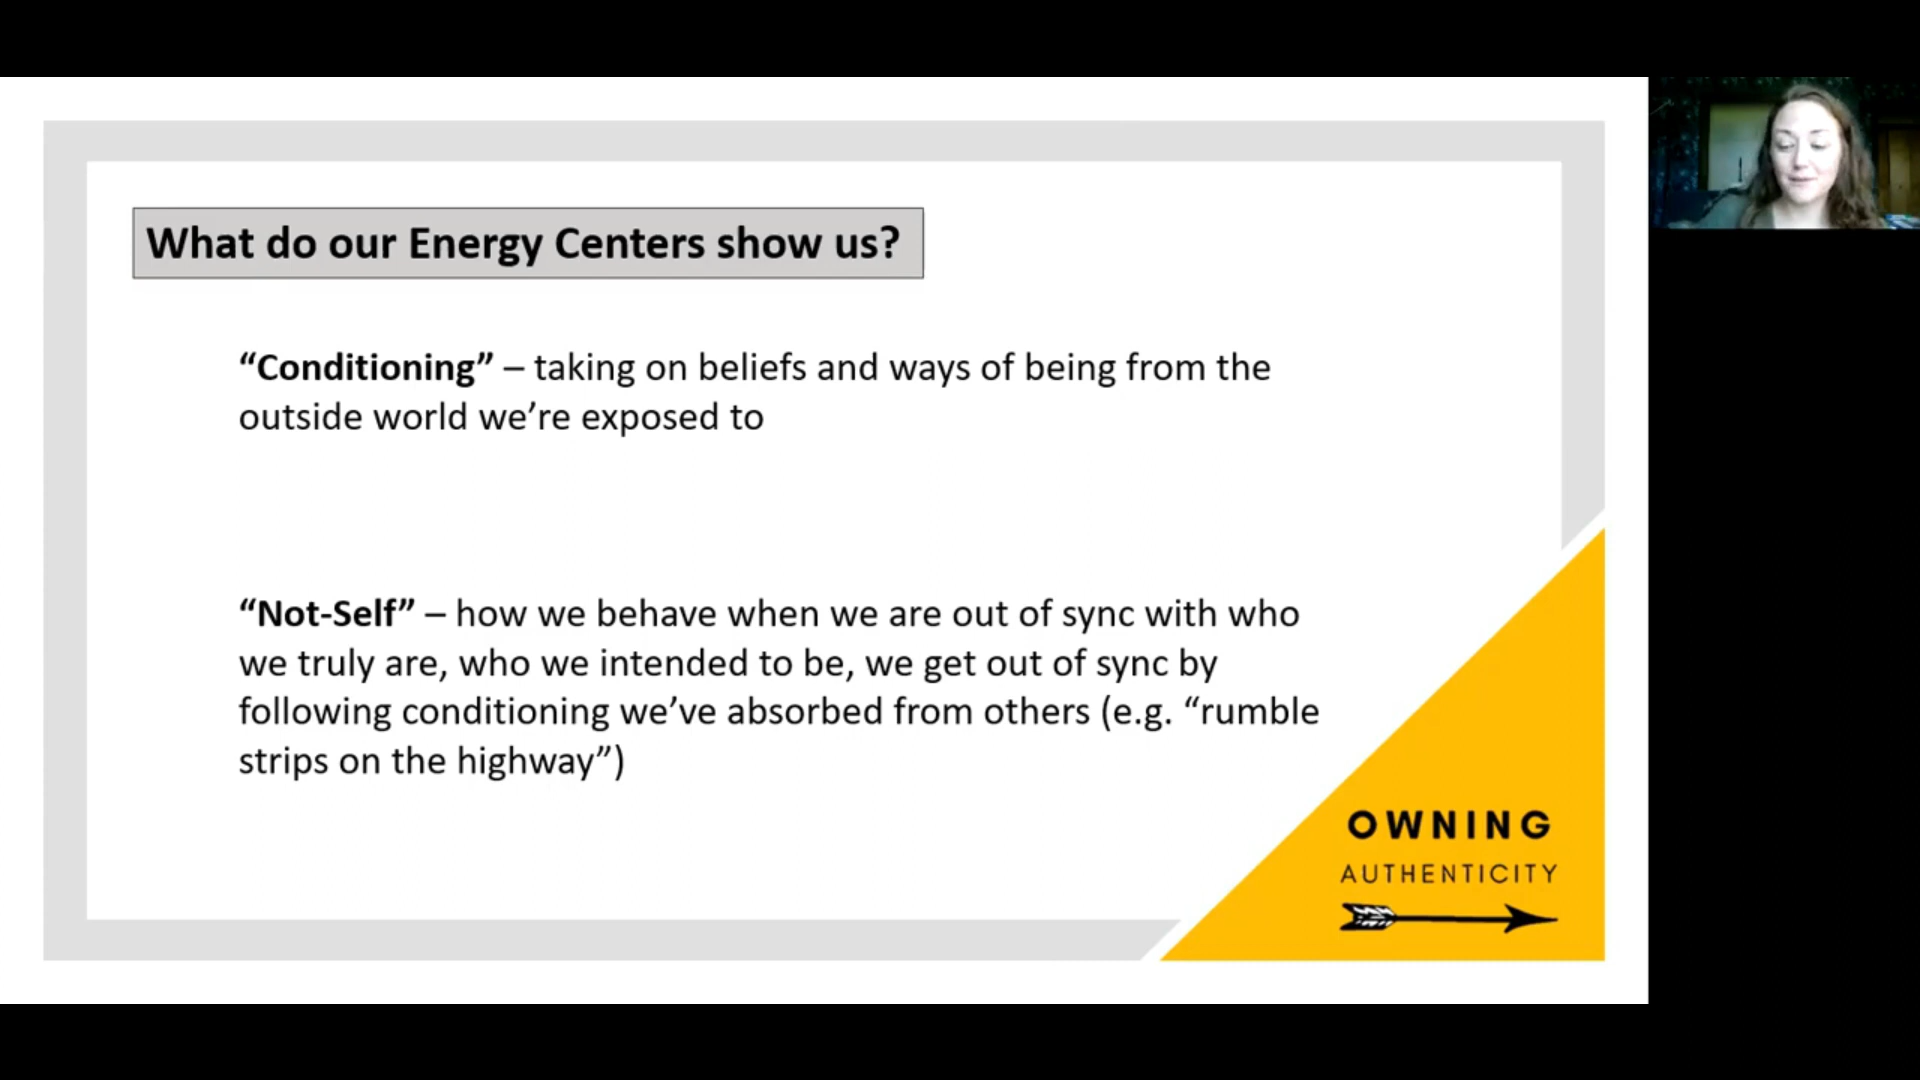 What do our Energy Centers show us?
“Conditioning” – taking on beliefs and ways of being from the
outside world we’re exposed to
“Not-Self” – how we behave when we are out of sync with who
we truly are, who we intended to be, we get out of sync by
following conditioning we’ve absorbed from others (e.g. “rumble
strips on the highway”)
OWNING
AUTHENTICITY